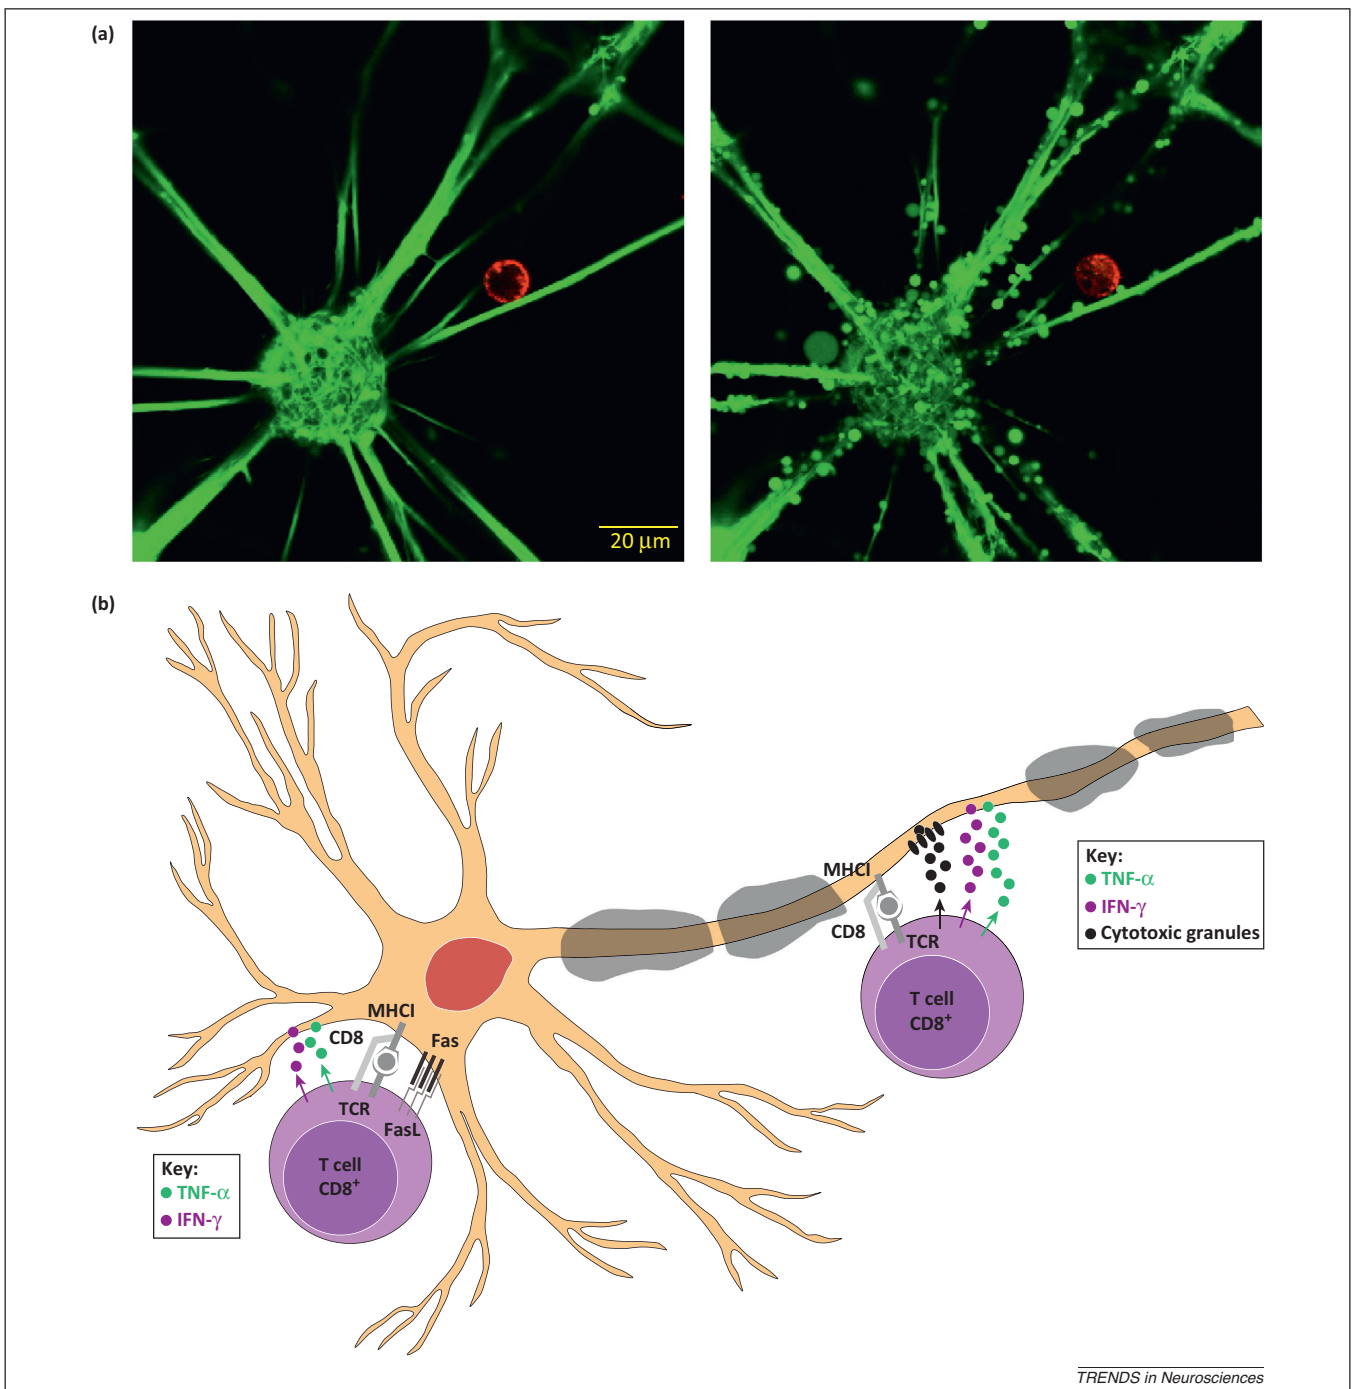 (a)
20 μm
(b)
MHCI
CD8
TCR
T cell
CD8⁺
Key:
TNF-α
IFN-γ
Cytotoxic granules
MHCI
CD8
Fas
TCR
FasL
T cell
CD8⁺
Key:
TNF-α
IFN-γ
TRENDS in Neurosciences